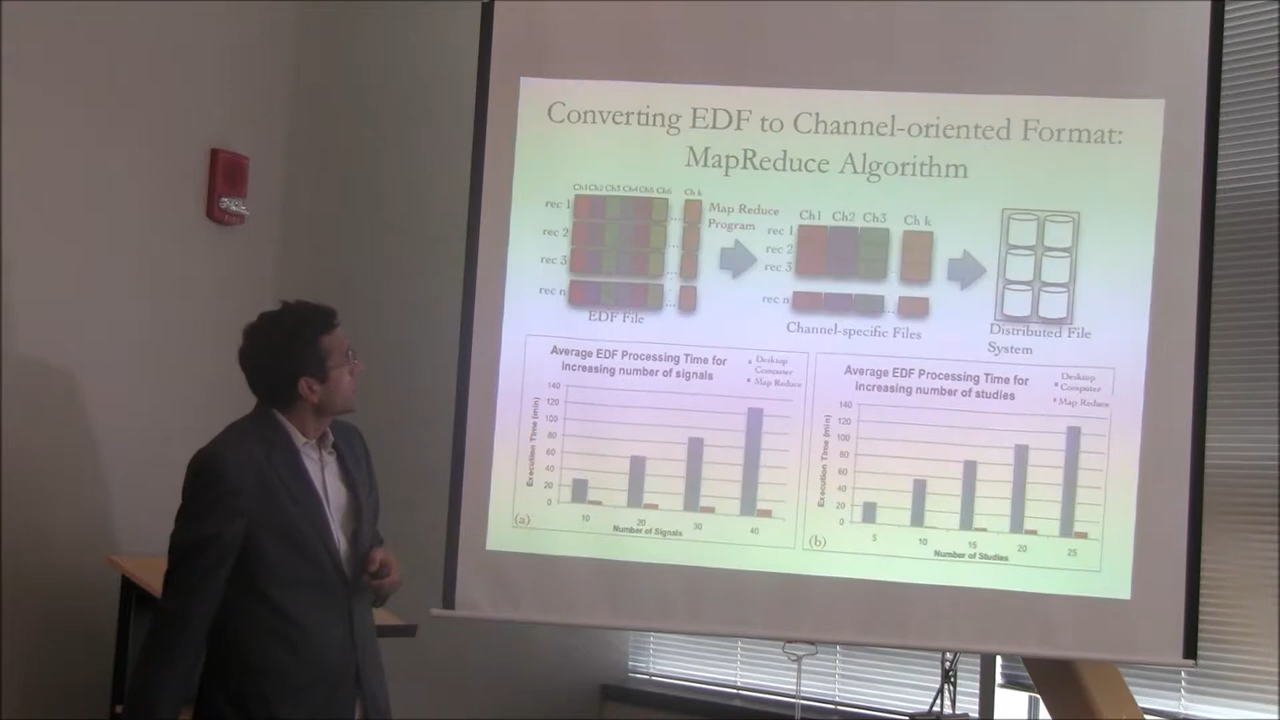 Converting EDF to Channel-oriented Format:
MapReduce Algorithm
Ch1 Ch2 Ch3 Ch4 Ch5 Ch6 Ch k
rec 1
rec 2
rec 3
rec n
EDF File
Map Reduce
Program
Ch1 Ch2 Ch3 Ch k
rec 1
rec 2
rec 3
rec n
Channel-specific Files
Distributed File
System
Average EDF Processing Time for
increasing number of signals
Desktop
Computer
Map Reduce
Execution Time (min)
140
120
100
80
60
40
20
0
10 20 30 40
Number of Signals
(a)
Average EDF Processing Time for
increasing number of studies
Desktop
Computer
Map Reduce
Execution Time (min)
140
120
100
80
60
40
20
0
5 10 15 20 25
Number of Studies
(b)